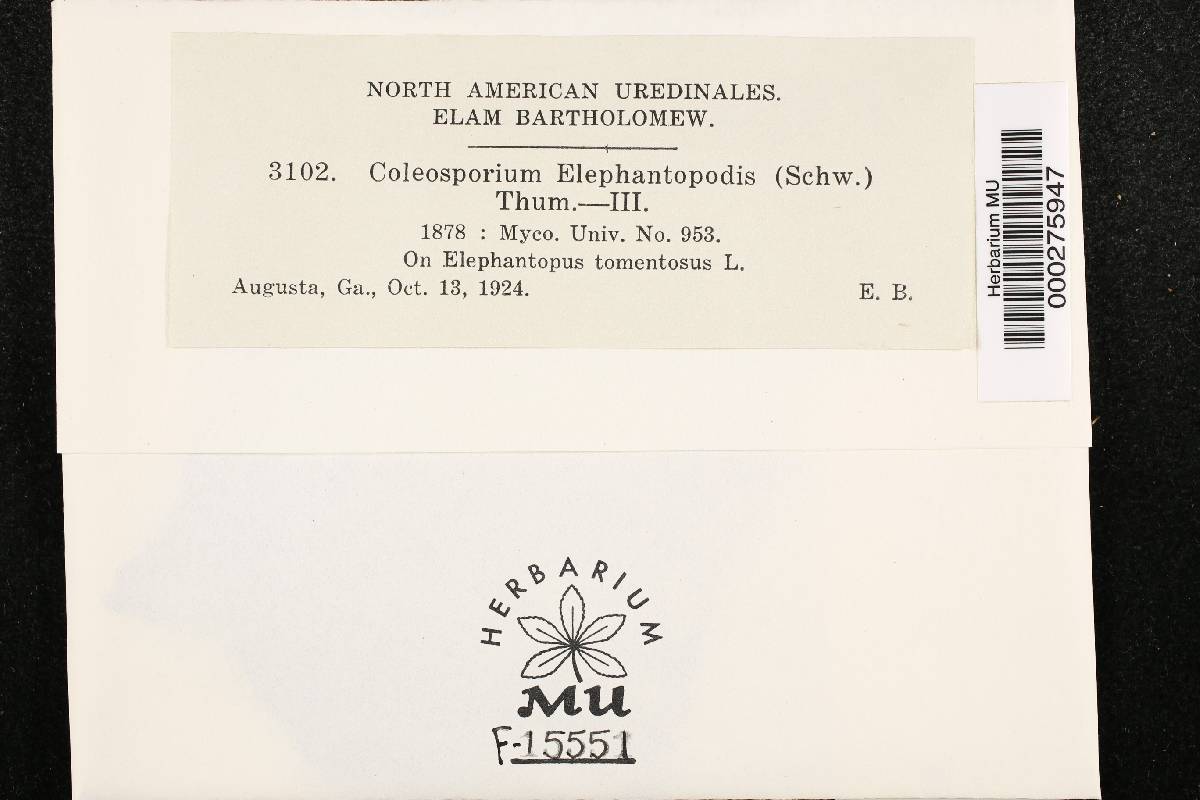 NORTH AMERICAN UREDINALES.
ELAM BARTHOLOMEW.
3102. Coleosporium Elephantopodis (Schw.)
Thum.—III.
1878 : Myco. Univ. No. 953.
On Elephantopus tomentosus L.
Augusta, Ga., Oct. 13, 1924. E. B.
Herbarium MU
000275947
HERBARIUM
MU
F-15551